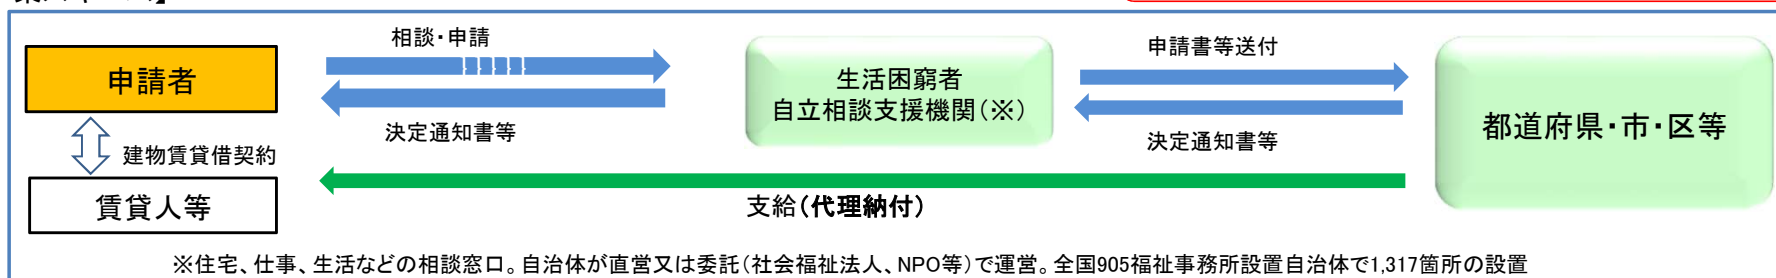 相談・申請
申請書等送付
申請者
生活困窮者
自立相談支援機関(※)
都道府県・市・区等
決定通知書等
決定通知書等
建物賃貸借契約
賃貸人等
支給(代理納付)
※住宅、仕事、生活などの相談窓口。自治体が直営又は委託(社会福祉法人、NPO等)で運営。全国905福祉事務所設置自治体で1,317箇所の設置